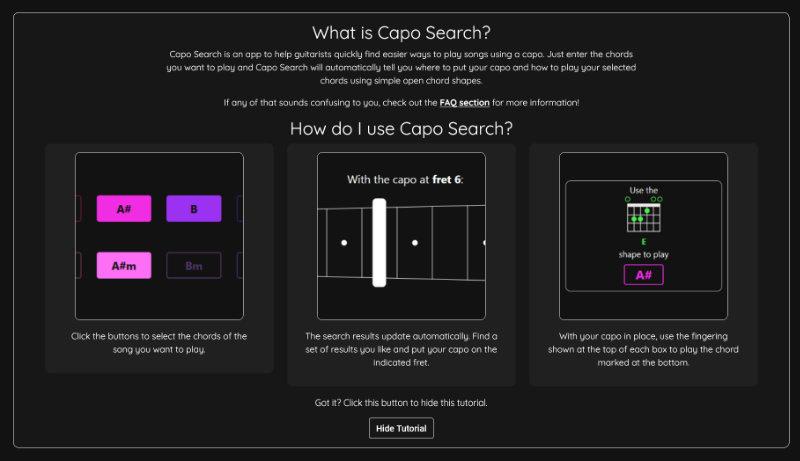 What is Capo Search?
Capo Search is an app to help guitarists quickly find easier ways to play songs using a capo. Just enter the chords
you want to play and Capo Search will automatically tell you where to put your capo and how to play your selected
chords using simple open chord shapes.
If any of that sounds confusing to you, check out the FAQ section for more information!
How do I use Capo Search?
A#
B
A#m
Bm
Click the buttons to select the chords of the
song you want to play.
With the capo at fret 6:
The search results update automatically. Find a
set of results you like and put your capo on the
indicated fret.
Use the
E
shape to play
A#
With your capo in place, use the fingering
shown at the top of each box to play the chord
marked at the bottom.
Got it? Click this button to hide this tutorial.
Hide Tutorial